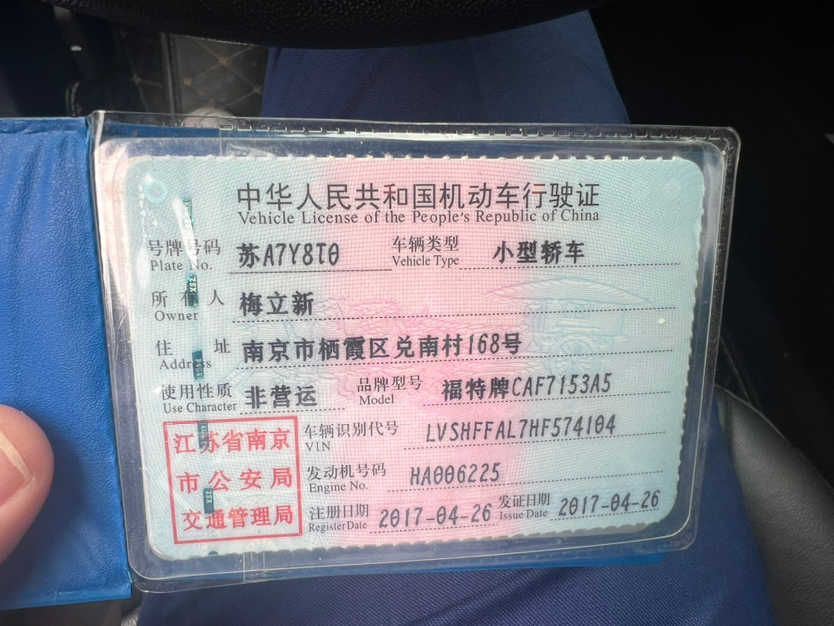 中华人民共和国机动车行驶证
Vehicle License of the People's Republic of China
号牌号码 苏A7Y8T0 车辆类型 小型轿车
Plate No. Vehicle Type
所有人 梅立新
Owner
住址 南京市栖霞区兑南村168号
Address
使用性质 非营运 品牌型号 福特牌CAF7153A5
Use Character Model
江苏省南京
市公安局
交通管理局
车辆识别代号 LVSHFFAL7HF574104
VIN
发动机号码 HA006225
Engine No.
注册日期 2017-04-26 发证日期 2017-04-26
Register Date Issue Date